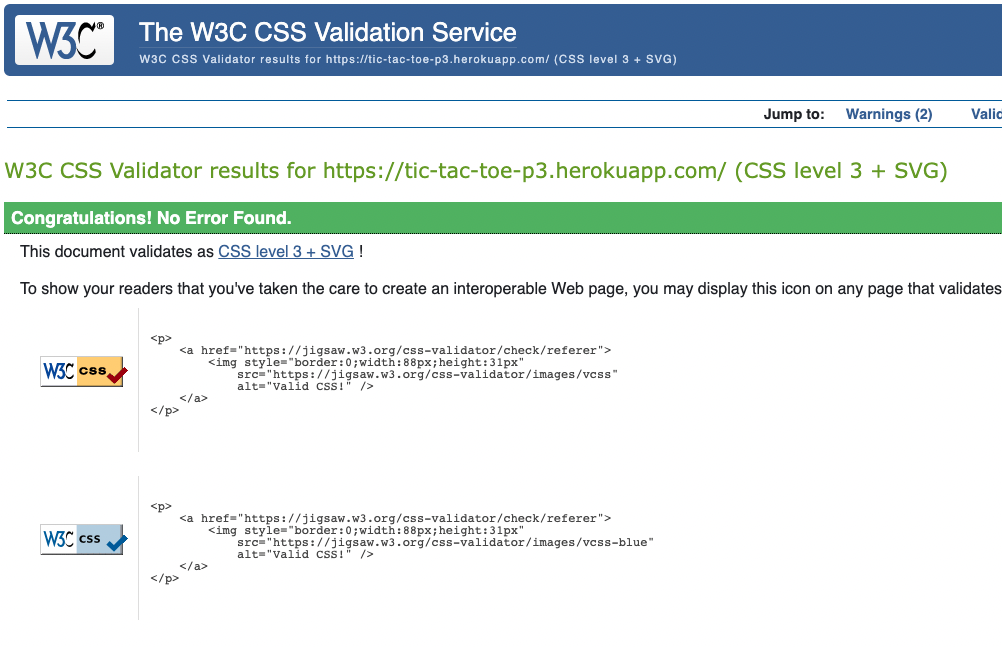 W3C®
The W3C CSS Validation Service
W3C CSS Validator results for https://tic-tac-toe-p3.herokuapp.com/ (CSS level 3 + SVG)
Jump to: Warnings (2) Valid
W3C CSS Validator results for https://tic-tac-toe-p3.herokuapp.com/ (CSS level 3 + SVG)
Congratulations! No Error Found.
This document validates as CSS level 3 + SVG !
To show your readers that you've taken the care to create an interoperable Web page, you may display this icon on any page that validates
W3C css
<p>
<a href="https://jigsaw.w3.org/css-validator/check/referer">
<img style="border:0;width:88px;height:31px"
src="https://jigsaw.w3.org/css-validator/images/vcss"
alt="Valid CSS!" />
</a>
</p>
W3C css
<p>
<a href="https://jigsaw.w3.org/css-validator/check/referer">
<img style="border:0;width:88px;height:31px"
src="https://jigsaw.w3.org/css-validator/images/vcss-blue"
alt="Valid CSS!" />
</a>
</p>